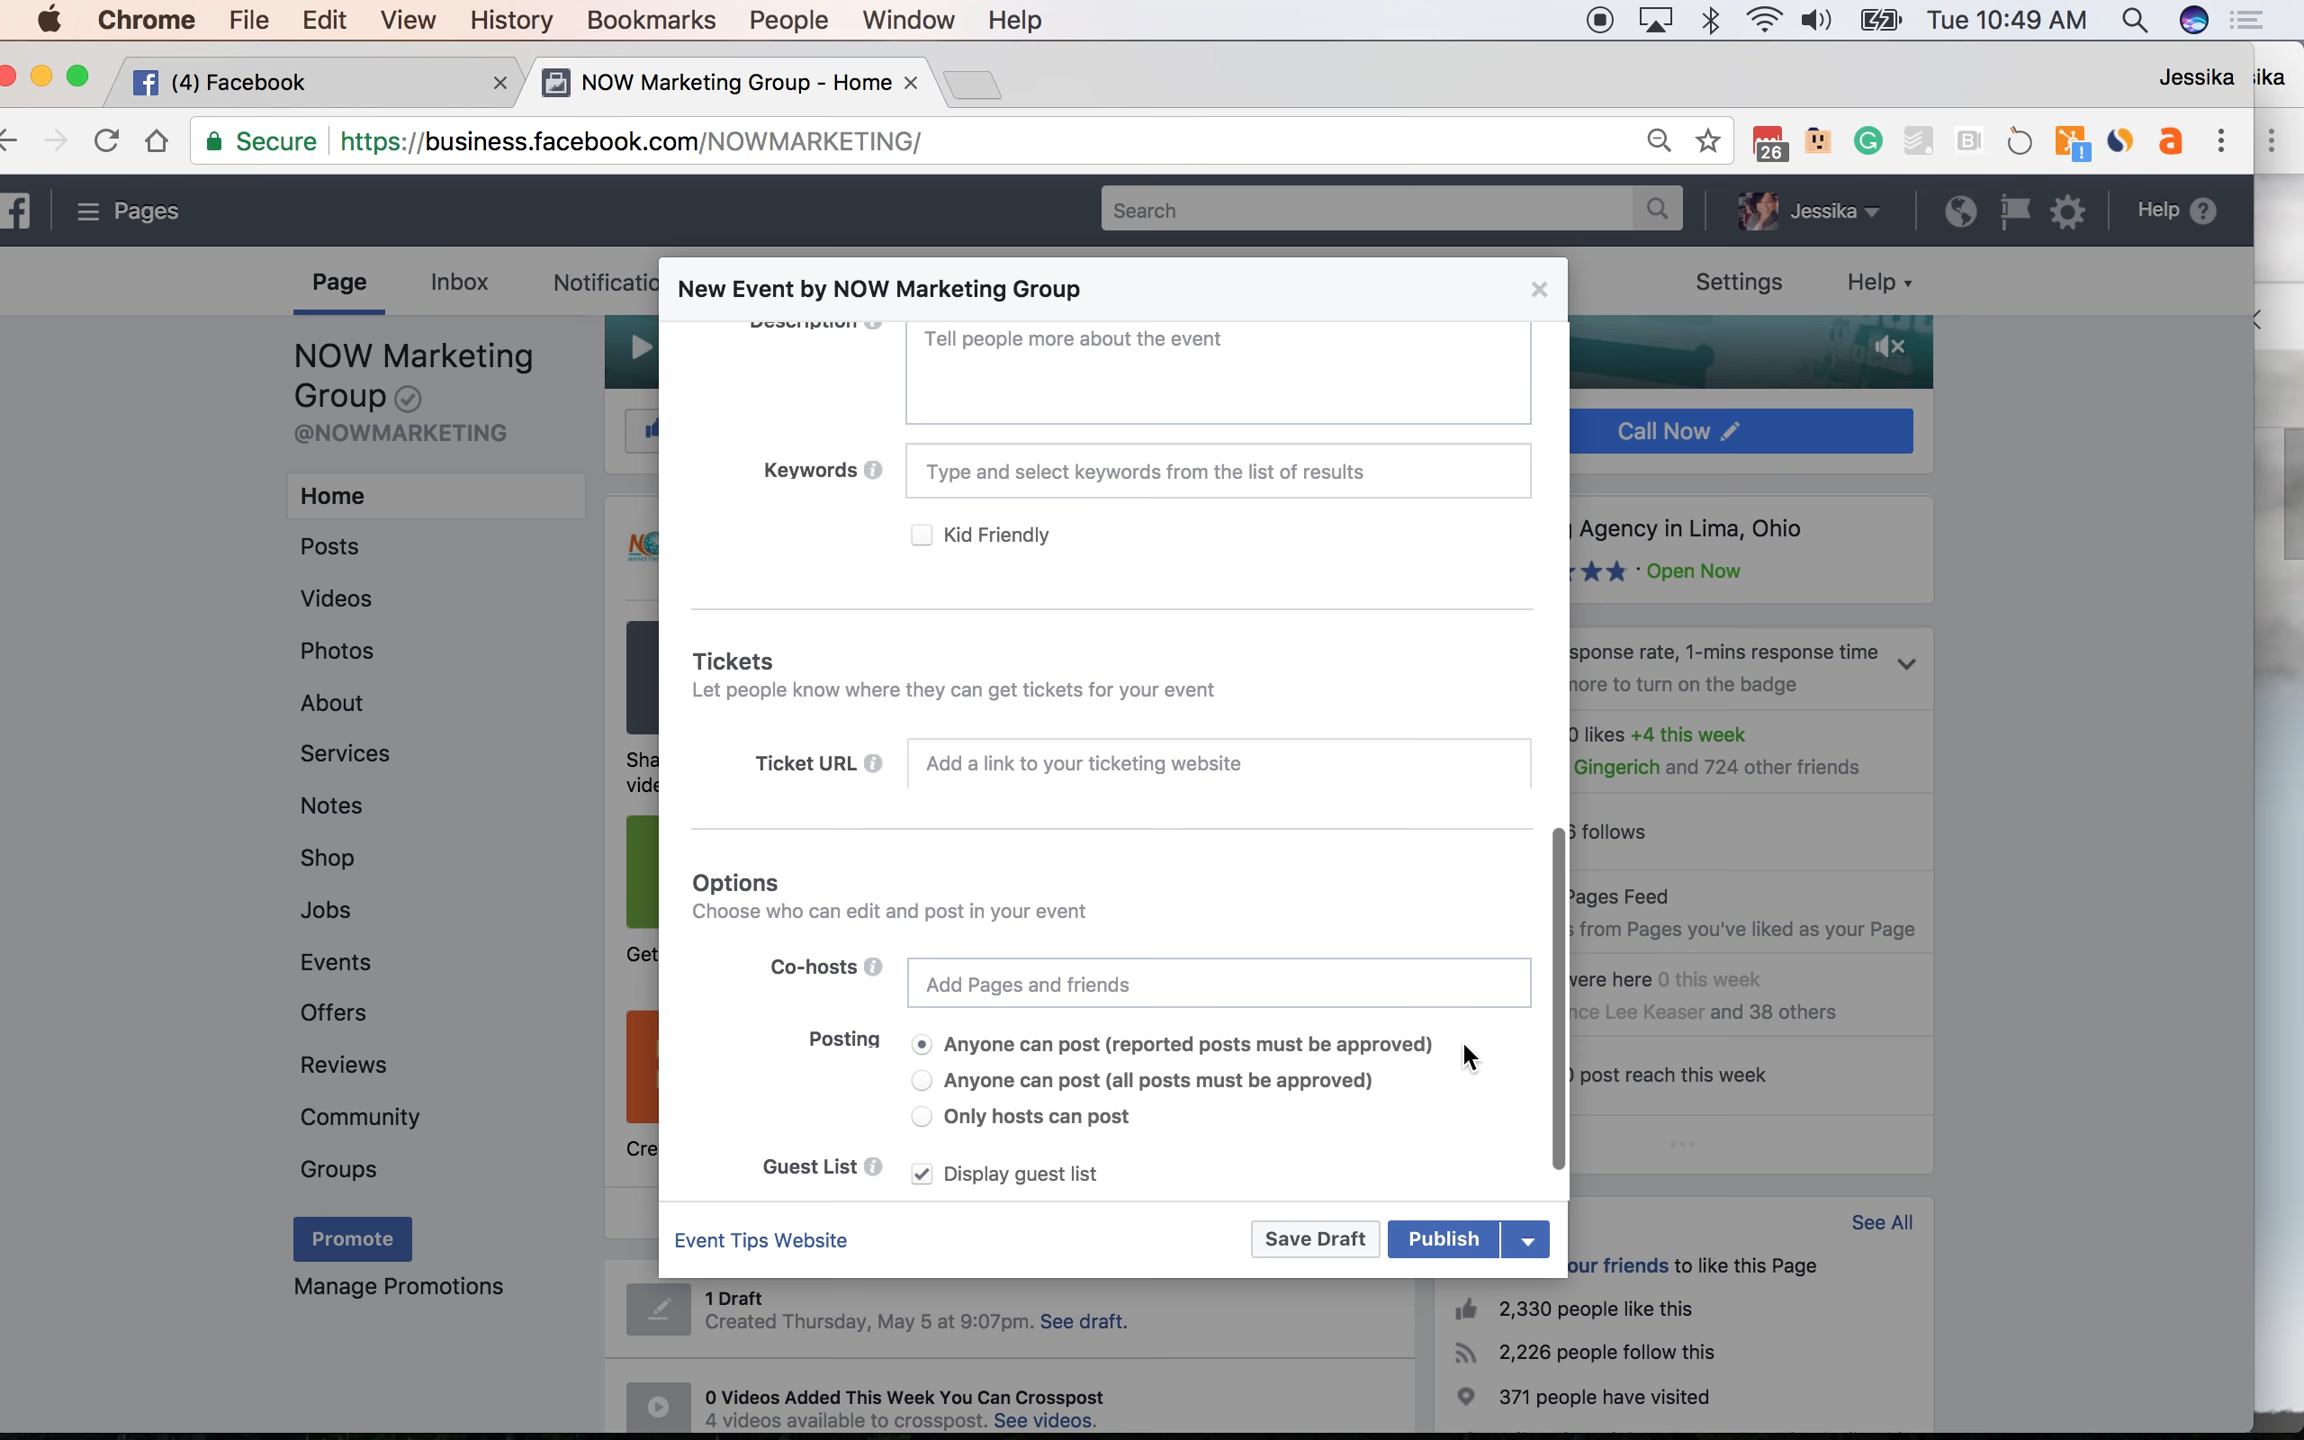 Chrome File Edit View History Bookmarks People Window Help Tue 10:49 AM
(4) Facebook NOW Marketing Group - Home Jessika ika
Secure https://business.facebook.com/NOWMARKETING/ 26
Pages Search Jessika Help
Page Inbox Notificatio Settings Help
New Event by NOW Marketing Group
NOW Marketing
Group
@NOWMARKETING
Home
Posts
Videos
Photos
About
Services
Notes
Shop
Jobs
Events
Offers
Reviews
Community
Groups
Promote
Manage Promotions
Sha
vide
Get
Cre
Description
Tell people more about the event
Keywords Type and select keywords from the list of results
Kid Friendly
Tickets
Let people know where they can get tickets for your event
Ticket URL Add a link to your ticketing website
Options
Choose who can edit and post in your event
Co-hosts Add Pages and friends
Posting Anyone can post (reported posts must be approved)
Anyone can post (all posts must be approved)
Only hosts can post
Guest List Display guest list
Event Tips Website Save Draft Publish
1 Draft
Created Thursday, May 5 at 9:07pm. See draft.
0 Videos Added This Week You Can Crosspost
4 videos available to crosspost. See videos.
Call Now
Agency in Lima, Ohio
Open Now
sponse rate, 1-mins response time
more to turn on the badge
0 likes +4 this week
Gingerich and 724 other friends
6 follows
Pages Feed
s from Pages you've liked as your Page
were here 0 this week
nce Lee Keaser and 38 others
0 post reach this week
See All
our friends to like this Page
2,330 people like this
2,226 people follow this
371 people have visited